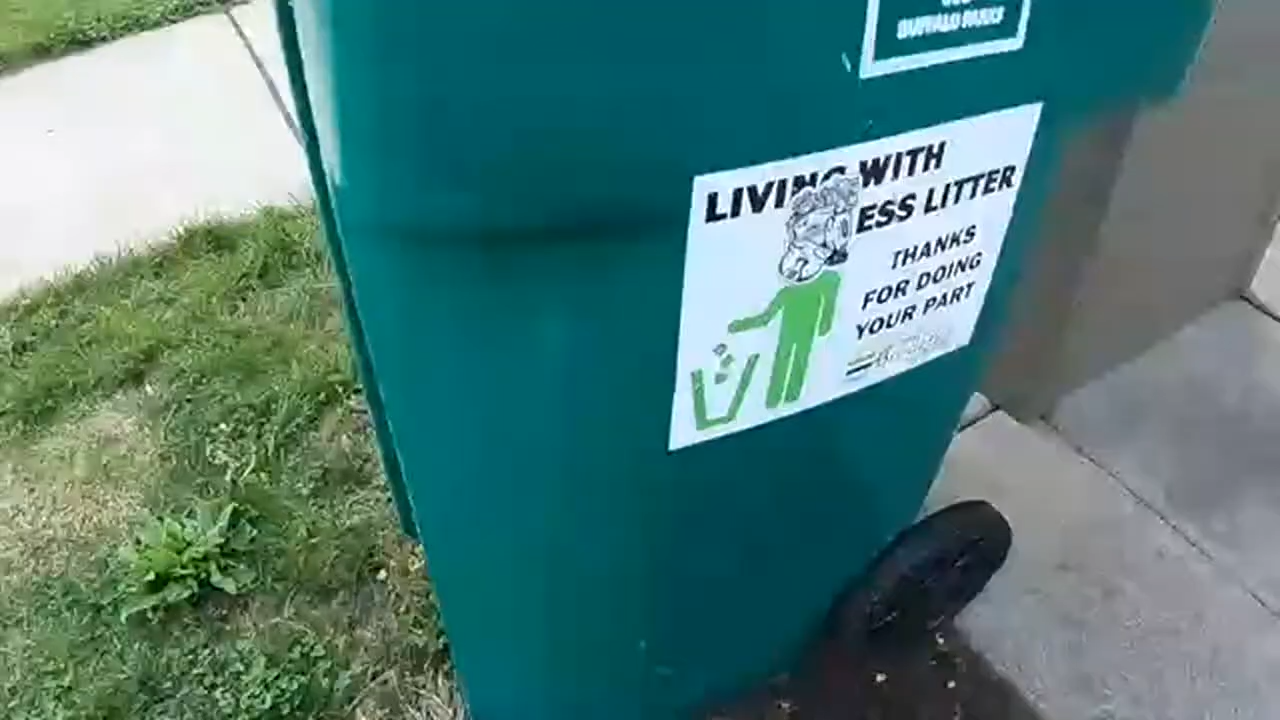 BUFFALO PARKS
LIVING WITH
ESS LITTER
THANKS
FOR DOING
YOUR PART